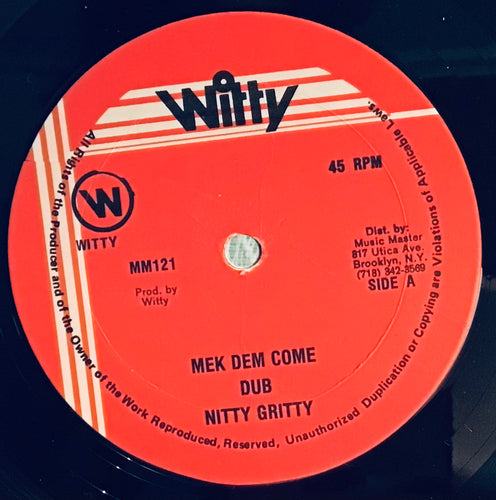 Witty
45 RPM
W
WITTY
MM121
Prod. by
Witty
Dist. by:
Music Master
817 Utica Ave.
Brooklyn, N.Y.
(718) 342-8569
SIDE A
MEK DEM COME
DUB
NITTY GRITTY
All Rights of the Producer and of the Owner of the Work Reproduced, Reserved, Unauthorized Duplication or Copying are Violations of Applicable Laws.